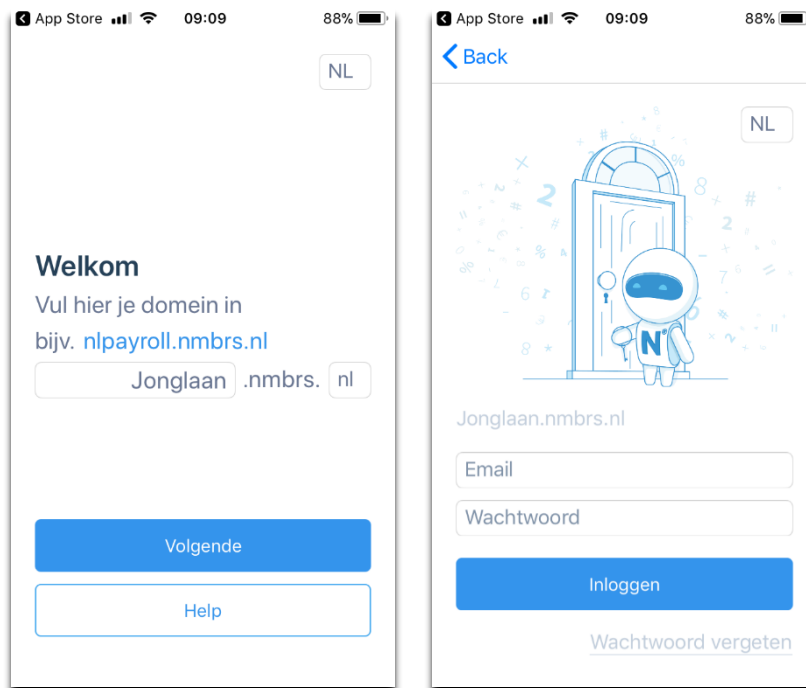 App Store 09:09 88%
NL
Welkom
Vul hier je domein in
bijv. nlpayroll.nmbrs.nl
Jonglaan .nmbrs. nl
Volgende
Help
App Store 09:09 88%
Back
NL
N
Jonglaan.nmbrs.nl
Email
Wachtwoord
Inloggen
Wachtwoord vergeten